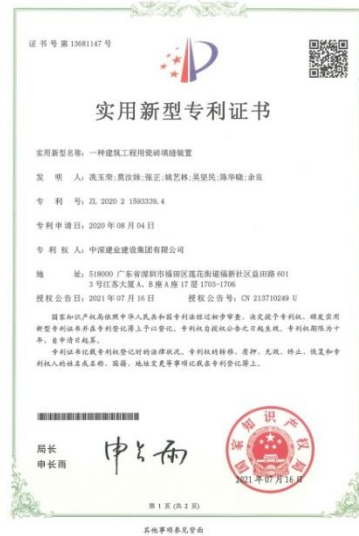 证书号第13681147号
实用新型专利证书
实用新型名称：一种建筑工程用瓷砖填缝装置
发 明 人：冼玉荣;莫汝妹;张正;姚艺林;吴坚民;陈华晓;余良
专 利 号：ZL 2020 2 1593339.4
专利申请日：2020年08月04日
专 利 权 人：中深建业建设集团有限公司
地 址：518000 广东省深圳市福田区莲花街道福新社区益田路601
3号江苏大厦A、B座A座17层1703-1706
授权公告日：2021年07月16日 授权公告号：CN 213710249 U
国家知识产权局依照中华人民共和国专利法经过初步审查，决定授予专利权，颁发实用
新型专利证书并在专利登记簿上予以登记。专利权自授权公告之日起生效。专利权期限为十
年，自申请日起算。
专利证书记载专利权登记时的法律状况。专利权的转移、质押、无效、终止、恢复和专
利权人的姓名或名称、国籍、地址变更等事项记载在专利登记簿上。
局长
申长雨
申长雨
国家知识产权局
2021年07月16日
第 1 页 (共 2 页)
其他事项参见背面